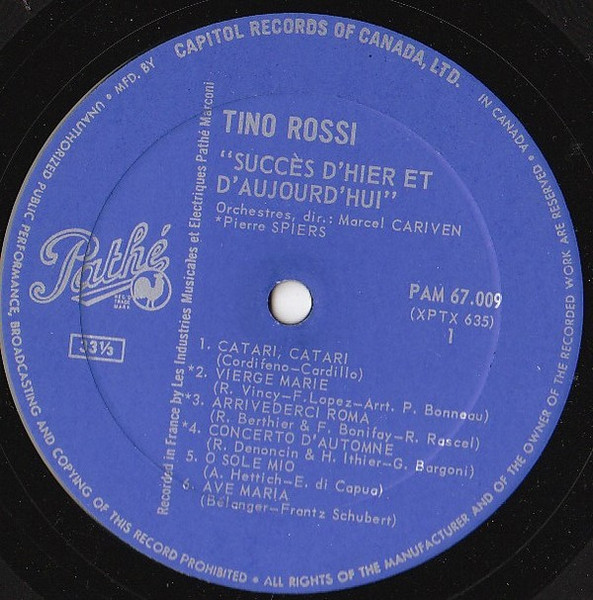 MFD. BY CAPITOL RECORDS OF CANADA, LTD. IN CANADA • ALL RIGHTS OF THE MANUFACTURER AND OF THE OWNER OF THE RECORDED WORK ARE RESERVED •
UNAUTHORIZED PUBLIC PERFORMANCE, BROADCASTING AND COPYING OF THIS RECORD PROHIBITED •
Recorded in France by Les Industries Musicales et Electriques Pathé Marconi
TINO ROSSI
"SUCCÈS D'HIER ET
D'AUJOURD'HUI"
Orchestres, dir.: Marcel CARIVEN
*Pierre SPIERS
Pathé
TRADE
MARK
33⅓
PAM 67.009
(XPTX 635)
1
1. CATARI, CATARI
(Cordifeno-Cardillo)
*2. VIERGE MARIE
(R. Vincy-F. Lopez-Arrt. P. Bonneau)
*3. ARRIVEDERCI ROMA
(R. Berthier & F. Bonifay-R. Rascel)
*4. CONCERTO D'AUTOMNE
(R. Denoncin & H. Ithier-G. Bargoni)
5. O SOLE MIO
(A. Hettich-E. di Capua)
6. AVE MARIA
(Bélanger-Frantz Schubert)